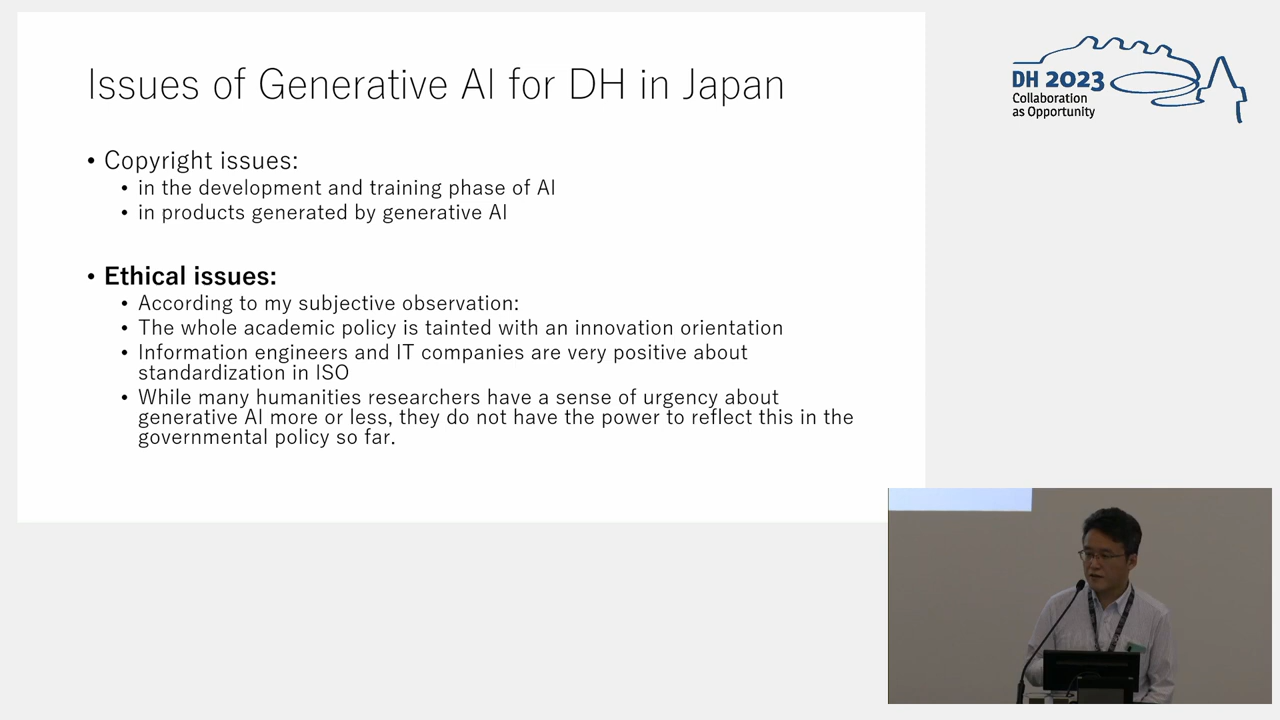 Issues of Generative AI for DH in Japan
• Copyright issues:
• in the development and training phase of AI
• in products generated by generative AI
• Ethical issues:
• According to my subjective observation:
• The whole academic policy is tainted with an innovation orientation
• Information engineers and IT companies are very positive about
standardization in ISO
• While many humanities researchers have a sense of urgency about
generative AI more or less, they do not have the power to reflect this in the
governmental policy so far.
DH 2023
Collaboration
as Opportunity